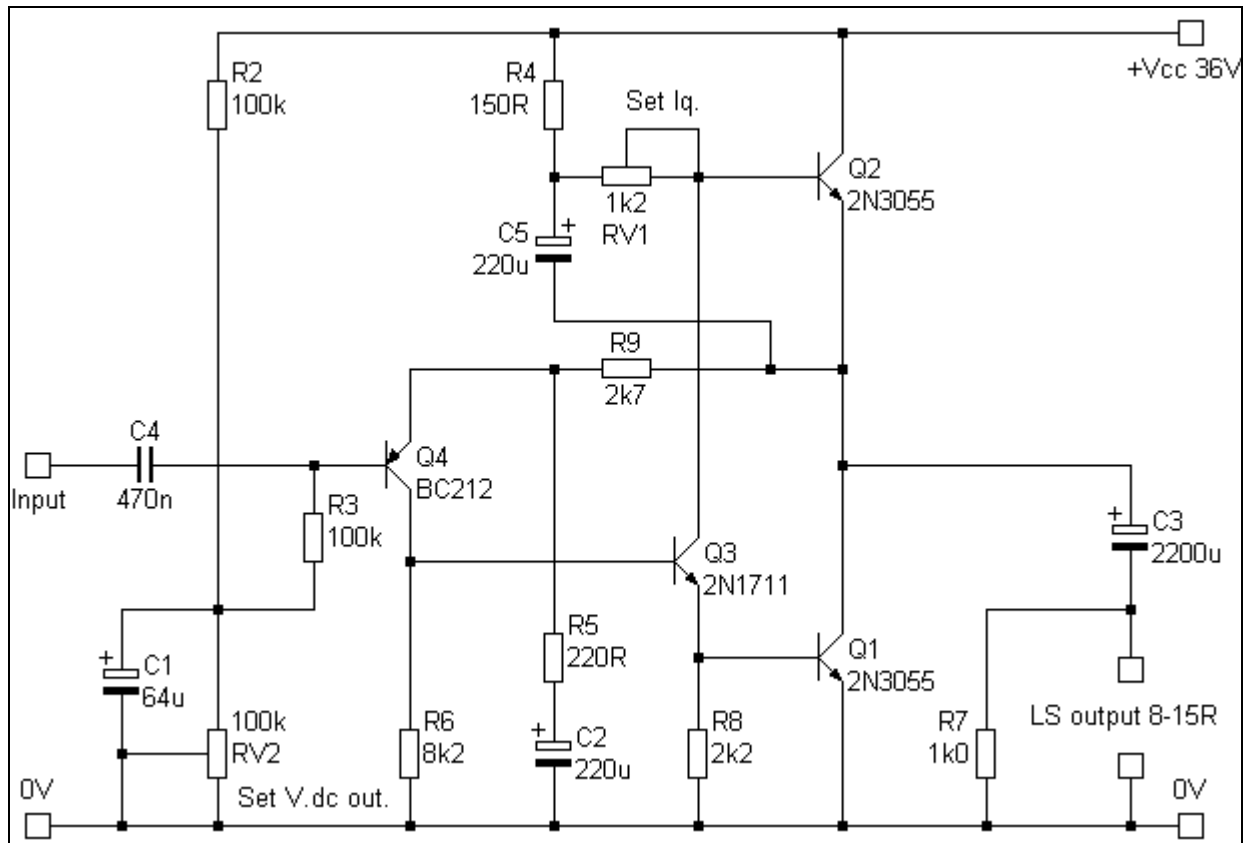 R2
100k
R4
150R
Set Iq.
+Vcc 36V
Q2
2N3055
1k2
RV1
C5
+
220u
R9
2k7
C4
470n
Input
Q4
BC212
R3
100k
Q3
2N1711
+
C3
2200u
R5
220R
+
C1
64u
Q1
2N3055
100k
RV2
R6
8k2
+
C2
220u
R8
2k2
R7
1k0
LS output 8-15R
0V
Set V.dc out.
0V